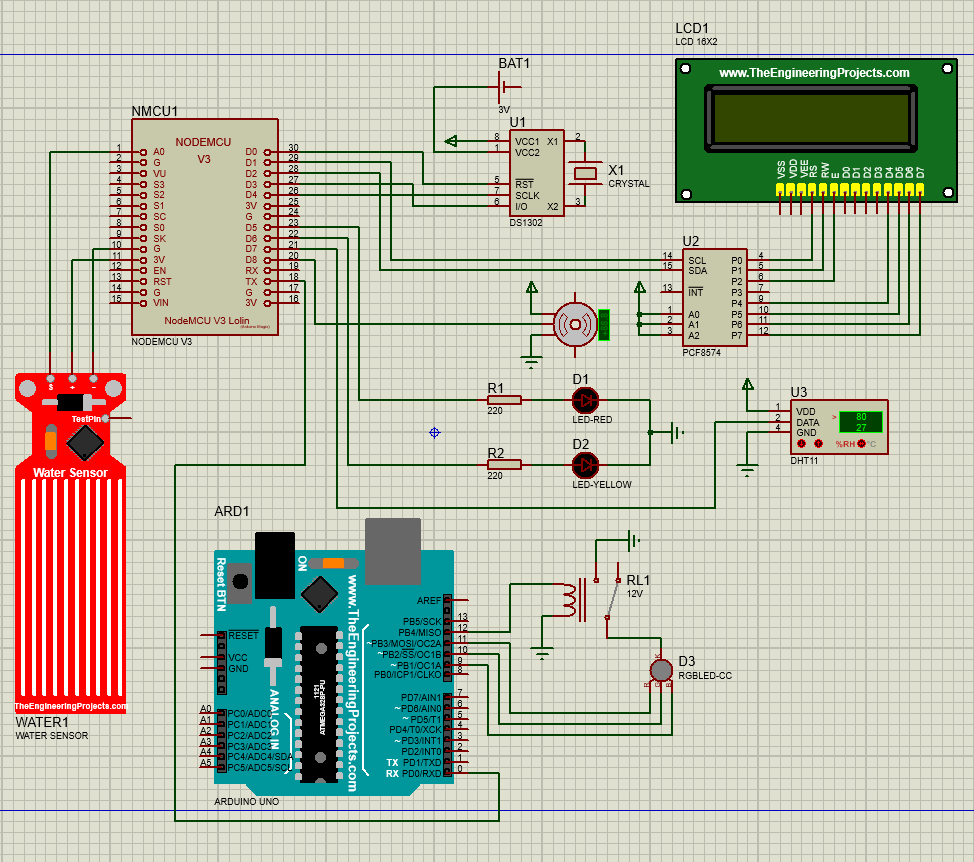 LCD1
LCD 16X2
www.TheEngineeringProjects.com
VSS VDD VEE RS RW E D0 D1 D2 D3 D4 D5 D6 D7
BAT1
3V
NMCU1
NODEMCU
V3
1 A0 D0 30
2 G D1 29
3 VU D2 28
4 S3 D3 27
5 S2 D4 26
6 S1 3V 25
7 SC G 24
8 S0 D5 23
9 SK D6 22
10 G D7 21
11 3V D8 20
12 EN RX 19
13 RST TX 18
14 G G 17
15 VIN 3V 16
NodeMCU V3 Lolin
NODEMCU V3
U1
8 VCC1 X1 2
1 VCC2
5 RST
7 SCLK
6 I/O X2 3
DS1302
X1
CRYSTAL
U2
14 SCL P0 4
15 SDA P1 5
P2 6
13 INT P3 7
P4 9
1 A0 P5 10
2 A1 P6 11
3 A2 P7 12
PCF8574
R1
220
D1
LED-RED
R2
220
D2
LED-YELLOW
U3
1 VDD
2 DATA
4 GND
> 80
27
%RH °C
DHT11
$ + -
TestPin
Water Sensor
www.TheEngineeringProjects.com
WATER1
WATER SENSOR
ARD1
Reset BTN
ON
www.TheEngineeringProjects.com
AREF
PB5/SCK 13
PB4/MISO 12
~PB3/MOSI/OC2A 11
~PB2/SS/OC1B 10
~PB1/OC1A 9
PB0/ICP1/CLKO 8
PD7/AIN1 7
~PD6/AIN0 6
~PD5/T1 5
PD4/T0/XCK 4
~PD3/INT1 3
PD2/INT0 2
TX PD1/TXD 1
RX PD0/RXD 0
RESET
VCC
GND
ANALOG IN
1121
ATMEGA328P-PU
A0 PC0/ADC0
A1 PC1/ADC1
A2 PC2/ADC2
A3 PC3/ADC3
A4 PC4/ADC4/SDA
A5 PC5/ADC5/SCL
ARDUINO UNO
RL1
12V
D3
RGBLED-CC
K
R G B